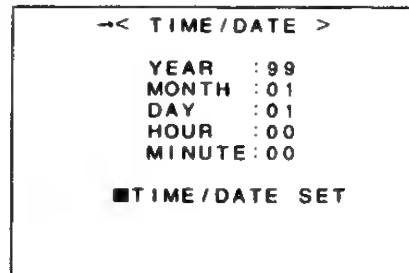 →< TIME/DATE >
YEAR :99
MONTH :01
DAY :01
HOUR :00
MINUTE:00
■TIME/DATE SET